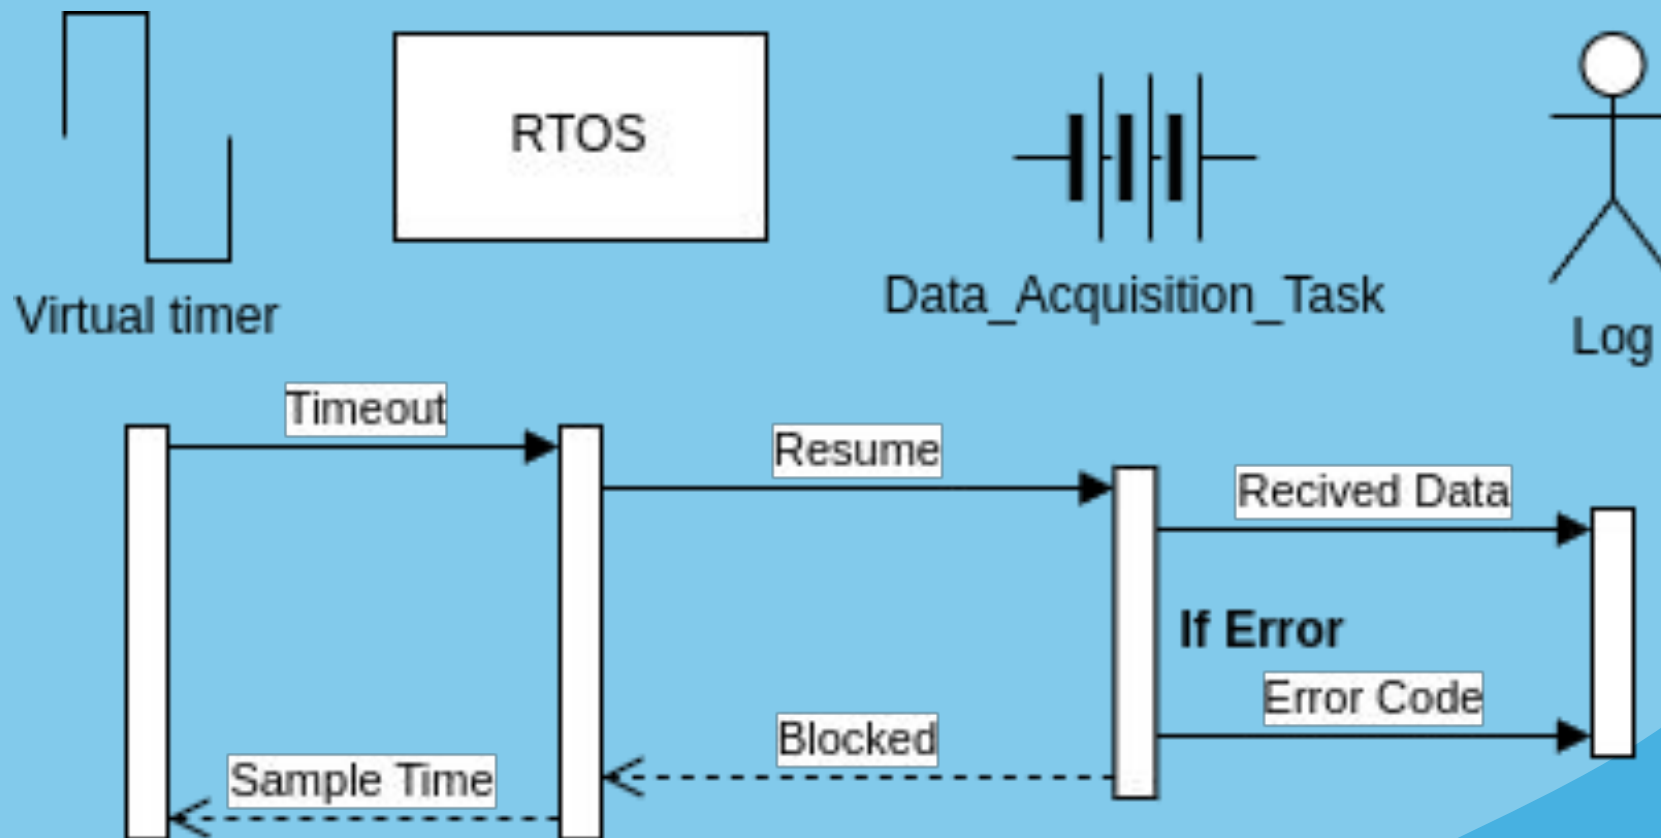 RTOS
Virtual timer
Data_Acquisition_Task
Log
Timeout
Resume
Recived Data
If Error
Error Code
Blocked
Sample Time